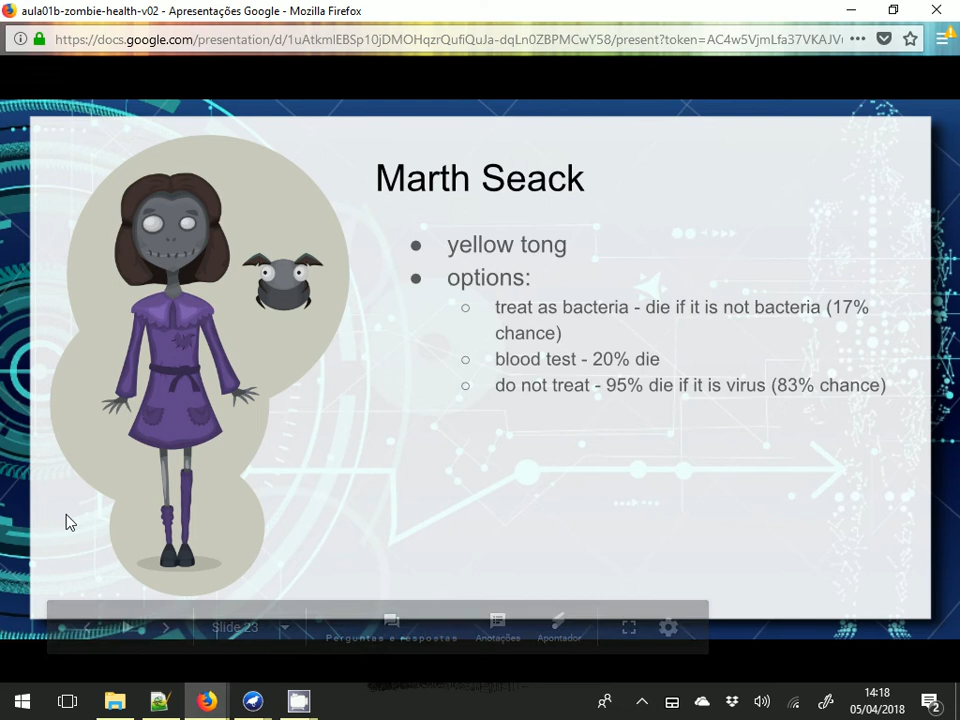 aula01b-zombie-health-v02 - Apresentações Google - Mozilla Firefox
https://docs.google.com/presentation/d/1uAtkmlEBSp10jDMOHqzrQufiQuJa-dqLn0ZBPMCwY58/present?token=AC4w5VjmLfa37VKAJV
Marth Seack
● yellow tong
● options:
○ treat as bacteria - die if it is not bacteria (17%
chance)
○ blood test - 20% die
○ do not treat - 95% die if it is virus (83% chance)
Slide 23
Perguntas e respostas
Anotações
Apontador
14:18
05/04/2018
2